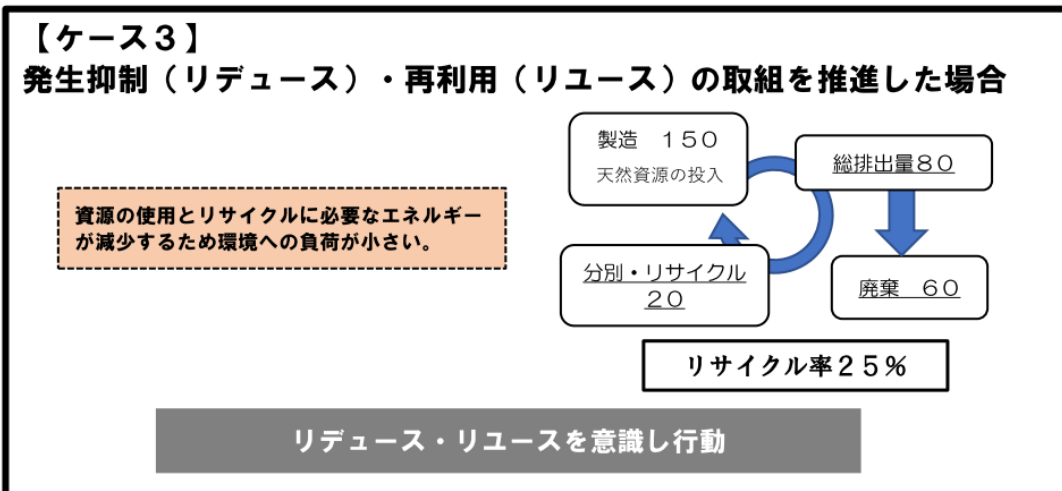 【ケース３】
発生抑制（リデュース）・再利用（リユース）の取組を推進した場合
製造　１５０
天然資源の投入
総排出量８０
資源の使用とリサイクルに必要なエネルギー
が減少するため環境への負荷が小さい。
分別・リサイクル
２０
廃棄　６０
リサイクル率２５％
リデュース・リユースを意識し行動